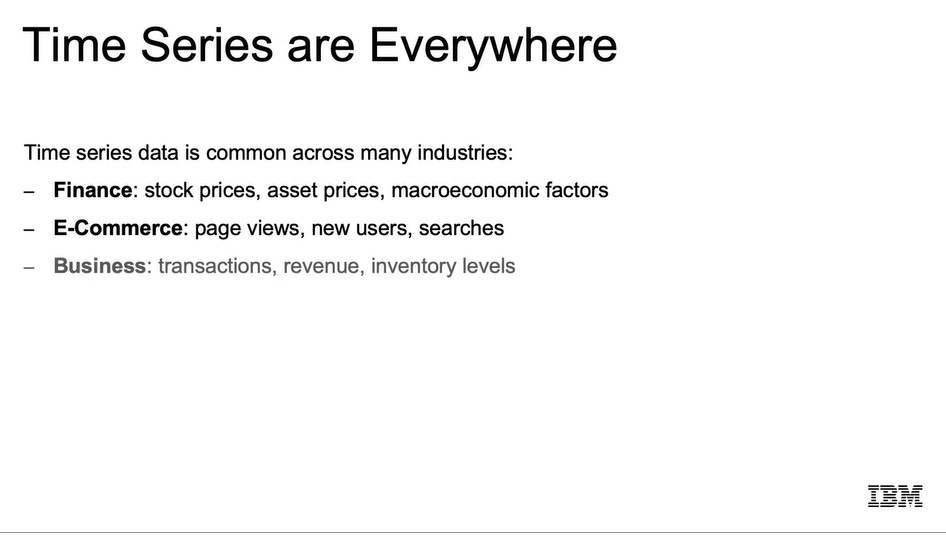 Time Series are Everywhere
Time series data is common across many industries:
– Finance: stock prices, asset prices, macroeconomic factors
– E-Commerce: page views, new users, searches
– Business: transactions, revenue, inventory levels
IBM